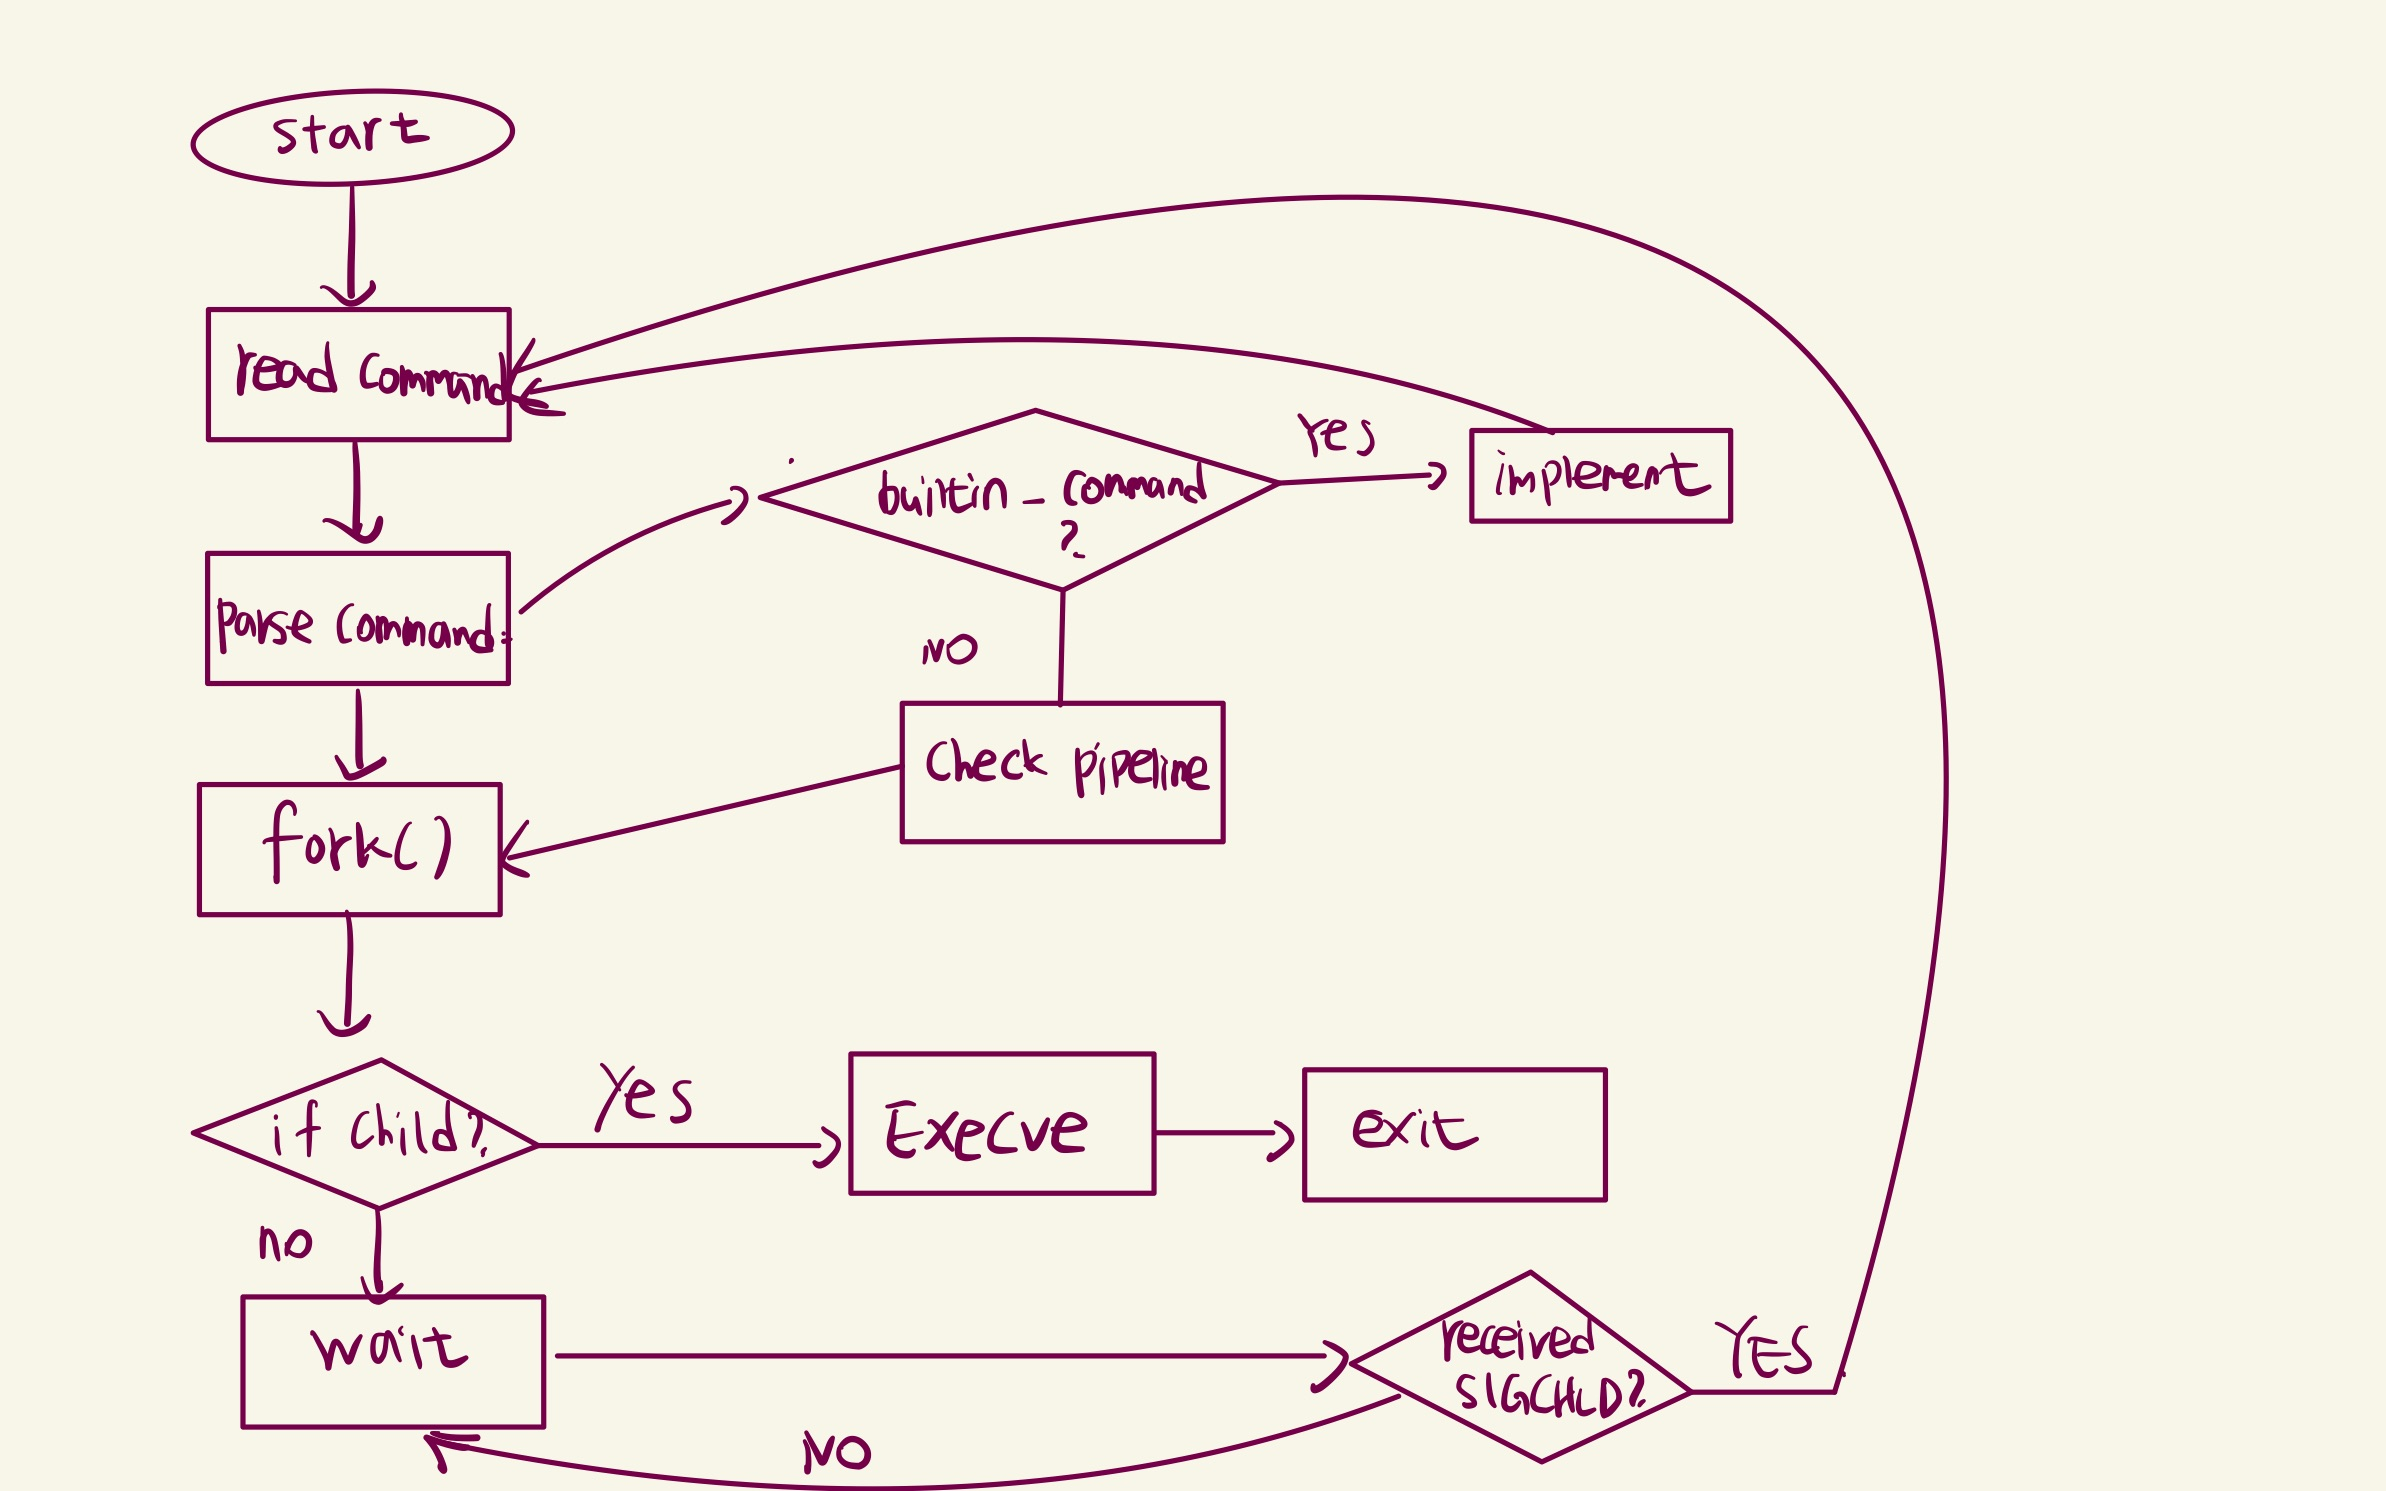 start
read command
Yes
builtin_command
?
implement
Parse Command:
no
Check pipeline
fork()
if child?
Yes
Execve
exit
no
wait
received
SIGCHLD?
YES
NO